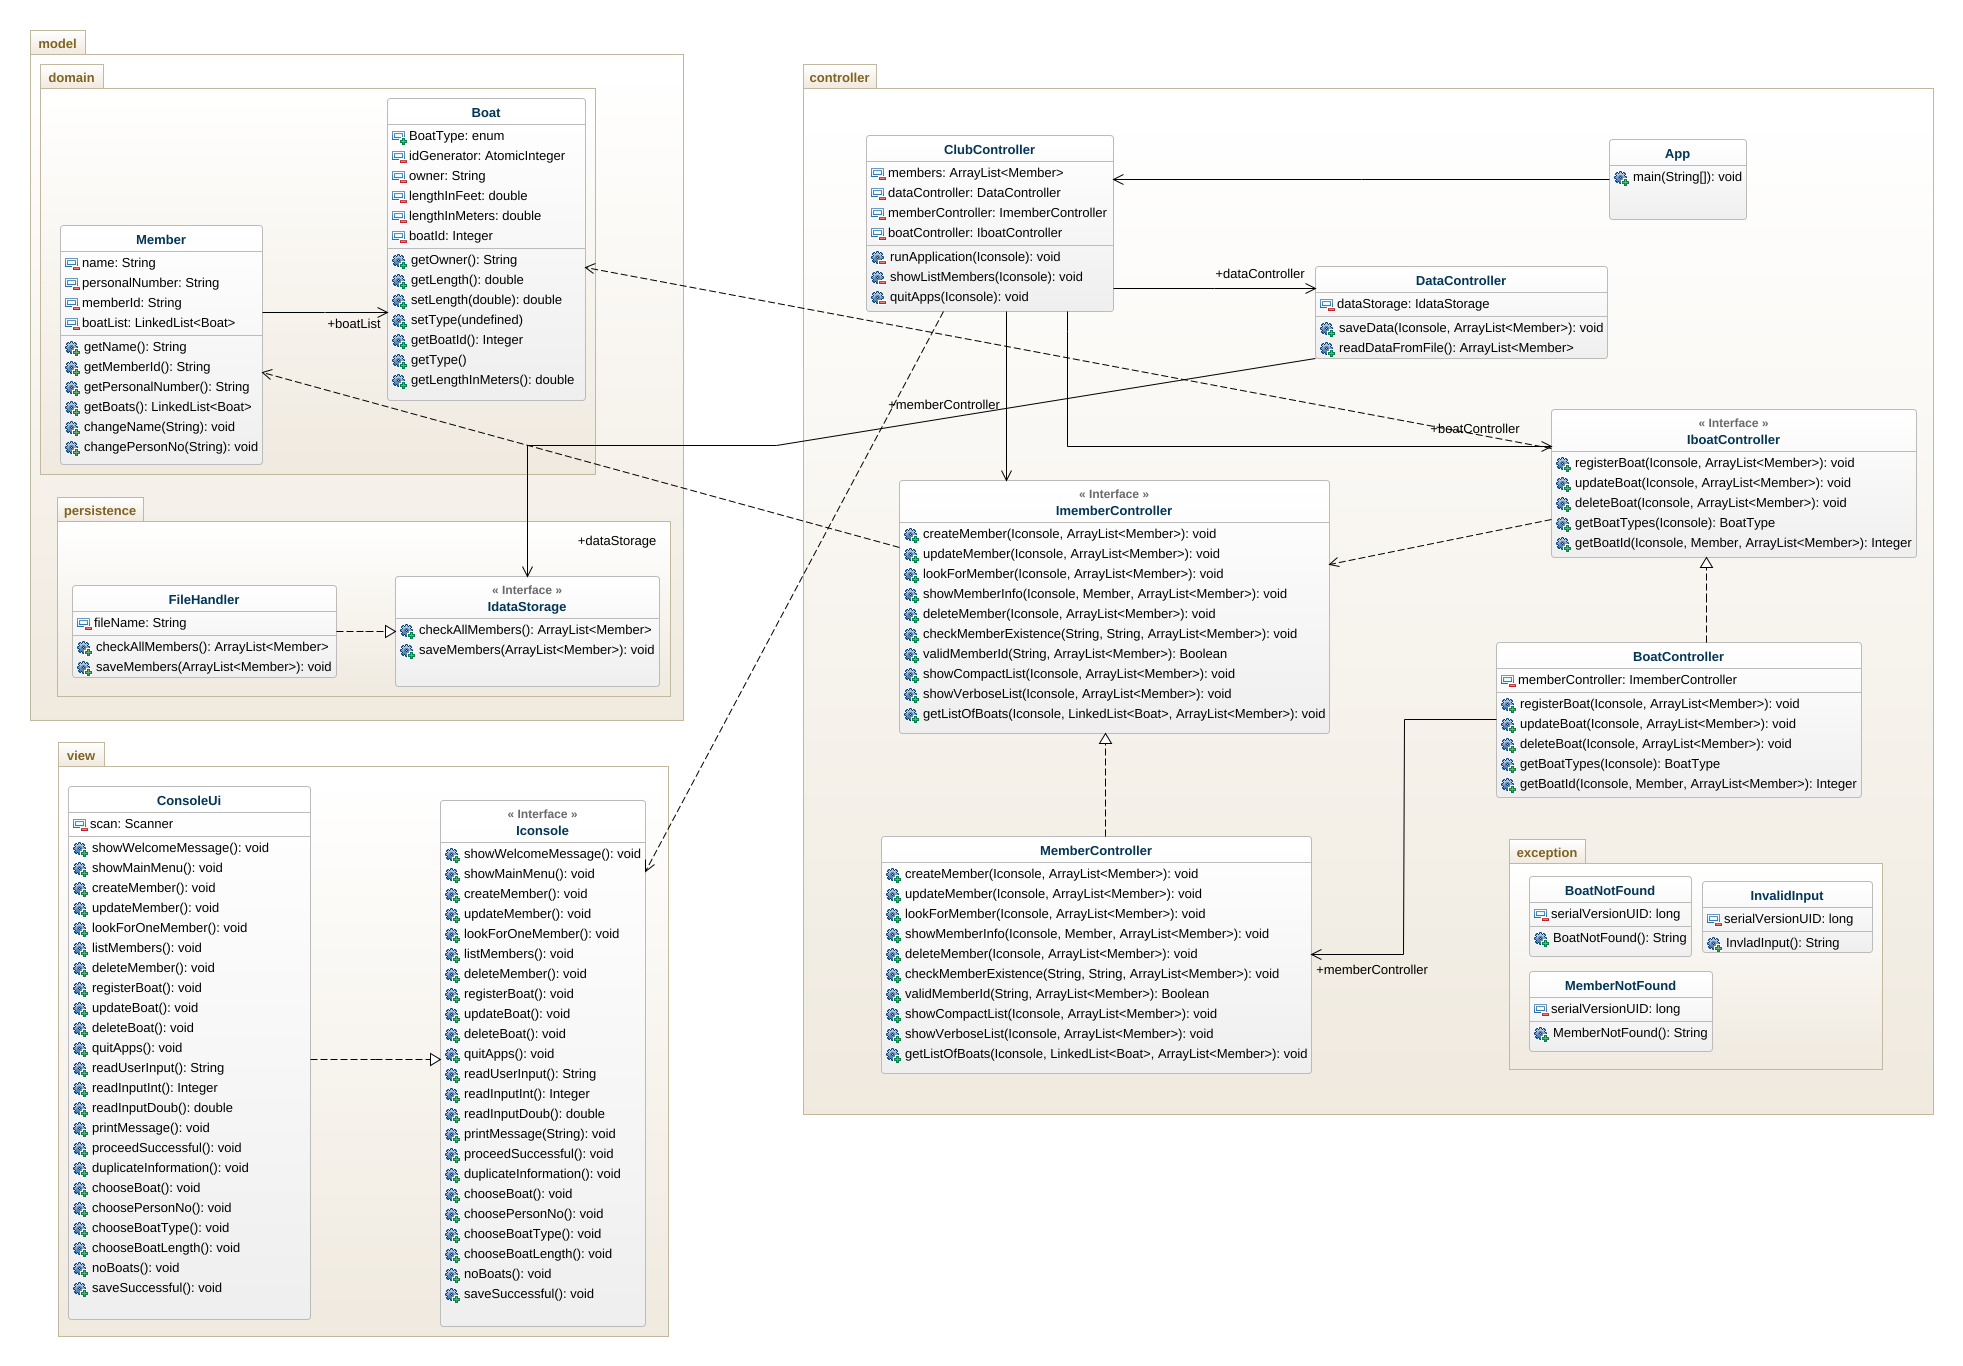 model
domain
Boat
BoatType: enum
idGenerator: AtomicInteger
owner: String
lengthInFeet: double
lengthInMeters: double
boatId: Integer
getOwner(): String
getLength(): double
setLength(double): double
setType(undefined)
getBoatId(): Integer
getType()
getLengthInMeters(): double
Member
name: String
personalNumber: String
memberId: String
boatList: LinkedList<Boat>
getName(): String
getMemberId(): String
getPersonalNumber(): String
getBoats(): LinkedList<Boat>
changeName(String): void
changePersonNo(String): void
+boatList
persistence
+dataStorage
FileHandler
fileName: String
checkAllMembers(): ArrayList<Member>
saveMembers(ArrayList<Member>): void
« Interface »
IdataStorage
checkAllMembers(): ArrayList<Member>
saveMembers(ArrayList<Member>): void
view
ConsoleUi
scan: Scanner
showWelcomeMessage(): void
showMainMenu(): void
createMember(): void
updateMember(): void
lookForOneMember(): void
listMembers(): void
deleteMember(): void
registerBoat(): void
updateBoat(): void
deleteBoat(): void
quitApps(): void
readUserInput(): String
readInputInt(): Integer
readInputDoub(): double
printMessage(): void
proceedSuccessful(): void
duplicateInformation(): void
chooseBoat(): void
choosePersonNo(): void
chooseBoatType(): void
chooseBoatLength(): void
noBoats(): void
saveSuccessful(): void
« Interface »
Iconsole
showWelcomeMessage(): void
showMainMenu(): void
createMember(): void
updateMember(): void
lookForOneMember(): void
listMembers(): void
deleteMember(): void
registerBoat(): void
updateBoat(): void
deleteBoat(): void
quitApps(): void
readUserInput(): String
readInputInt(): Integer
readInputDoub(): double
printMessage(String): void
proceedSuccessful(): void
duplicateInformation(): void
chooseBoat(): void
choosePersonNo(): void
chooseBoatType(): void
chooseBoatLength(): void
noBoats(): void
saveSuccessful(): void
controller
ClubController
members: ArrayList<Member>
dataController: DataController
memberController: ImemberController
boatController: IboatController
runApplication(Iconsole): void
showListMembers(Iconsole): void
quitApps(Iconsole): void
App
main(String[]): void
+dataController
DataController
dataStorage: IdataStorage
saveData(Iconsole, ArrayList<Member>): void
readDataFromFile(): ArrayList<Member>
+memberController
+boatController
« Interface »
IboatController
registerBoat(Iconsole, ArrayList<Member>): void
updateBoat(Iconsole, ArrayList<Member>): void
deleteBoat(Iconsole, ArrayList<Member>): void
getBoatTypes(Iconsole): BoatType
getBoatId(Iconsole, Member, ArrayList<Member>): Integer
« Interface »
ImemberController
createMember(Iconsole, ArrayList<Member>): void
updateMember(Iconsole, ArrayList<Member>): void
lookForMember(Iconsole, ArrayList<Member>): void
showMemberInfo(Iconsole, Member, ArrayList<Member>): void
deleteMember(Iconsole, ArrayList<Member>): void
checkMemberExistence(String, String, ArrayList<Member>): void
validMemberId(String, ArrayList<Member>): Boolean
showCompactList(Iconsole, ArrayList<Member>): void
showVerboseList(Iconsole, ArrayList<Member>): void
getListOfBoats(Iconsole, LinkedList<Boat>, ArrayList<Member>): void
BoatController
memberController: ImemberController
registerBoat(Iconsole, ArrayList<Member>): void
updateBoat(Iconsole, ArrayList<Member>): void
deleteBoat(Iconsole, ArrayList<Member>): void
getBoatTypes(Iconsole): BoatType
getBoatId(Iconsole, Member, ArrayList<Member>): Integer
MemberController
createMember(Iconsole, ArrayList<Member>): void
updateMember(Iconsole, ArrayList<Member>): void
lookForMember(Iconsole, ArrayList<Member>): void
showMemberInfo(Iconsole, Member, ArrayList<Member>): void
deleteMember(Iconsole, ArrayList<Member>): void
checkMemberExistence(String, String, ArrayList<Member>): void
validMemberId(String, ArrayList<Member>): Boolean
showCompactList(Iconsole, ArrayList<Member>): void
showVerboseList(Iconsole, ArrayList<Member>): void
getListOfBoats(Iconsole, LinkedList<Boat>, ArrayList<Member>): void
+memberController
exception
BoatNotFound
serialVersionUID: long
BoatNotFound(): String
InvalidInput
serialVersionUID: long
InvladInput(): String
MemberNotFound
serialVersionUID: long
MemberNotFound(): String